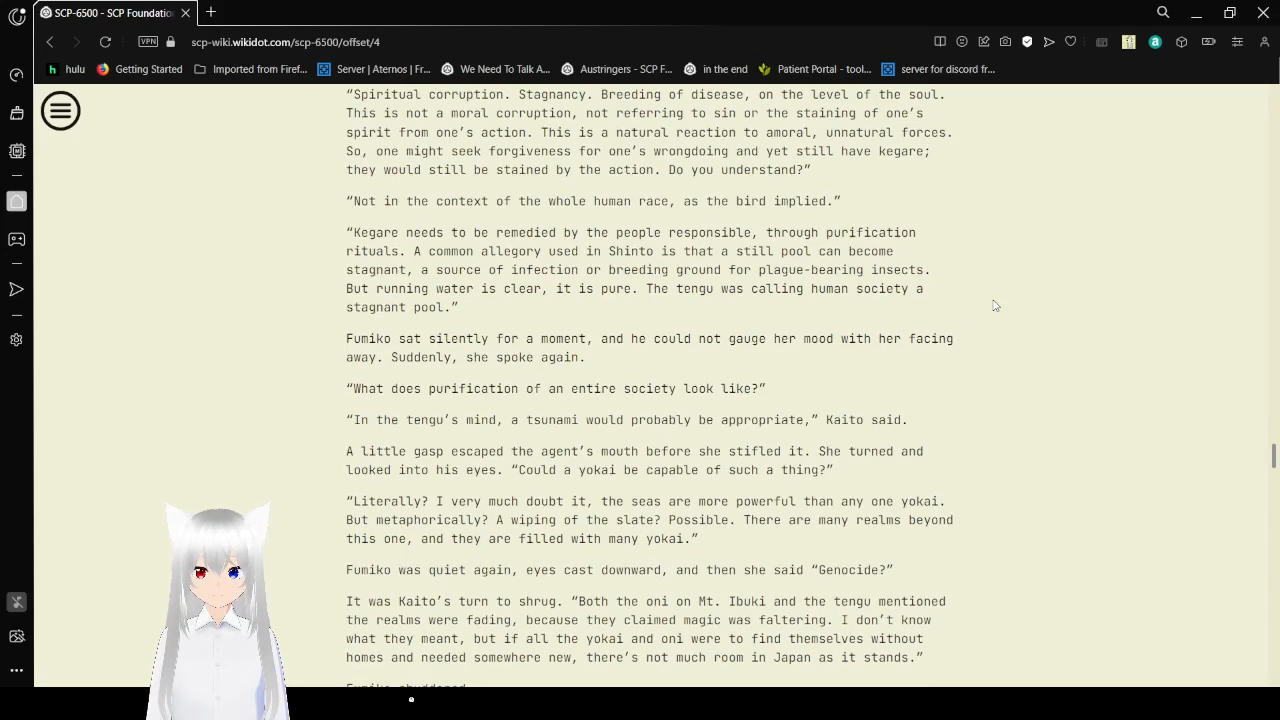 SCP-6500 - SCP Foundatio
VPN
scp-wiki.wikidot.com/scp-6500/offset/4
hulu
Getting Started
Imported from Firef...
Server | Aternos | Fr...
We Need To Talk A...
Austringers - SCP F...
in the end
Patient Portal - tool...
server for discord fr...
“Spiritual corruption. Stagnancy. Breeding of disease, on the level of the soul.
This is not a moral corruption, not referring to sin or the staining of one’s
spirit from one’s action. This is a natural reaction to amoral, unnatural forces.
So, one might seek forgiveness for one’s wrongdoing and yet still have kegare;
they would still be stained by the action. Do you understand?”
“Not in the context of the whole human race, as the bird implied.”
“Kegare needs to be remedied by the people responsible, through purification
rituals. A common allegory used in Shinto is that a still pool can become
stagnant, a source of infection or breeding ground for plague-bearing insects.
But running water is clear, it is pure. The tengu was calling human society a
stagnant pool.”
Fumiko sat silently for a moment, and he could not gauge her mood with her facing
away. Suddenly, she spoke again.
“What does purification of an entire society look like?”
“In the tengu’s mind, a tsunami would probably be appropriate,” Kaito said.
A little gasp escaped the agent’s mouth before she stifled it. She turned and
looked into his eyes. “Could a yokai be capable of such a thing?”
“Literally? I very much doubt it, the seas are more powerful than any one yokai.
But metaphorically? A wiping of the slate? Possible. There are many realms beyond
this one, and they are filled with many yokai.”
Fumiko was quiet again, eyes cast downward, and then she said “Genocide?”
It was Kaito’s turn to shrug. “Both the oni on Mt. Ibuki and the tengu mentioned
the realms were fading, because they claimed magic was faltering. I don’t know
what they meant, but if all the yokai and oni were to find themselves without
homes and needed somewhere new, there’s not much room in Japan as it stands.”
Fumiko shuddered.